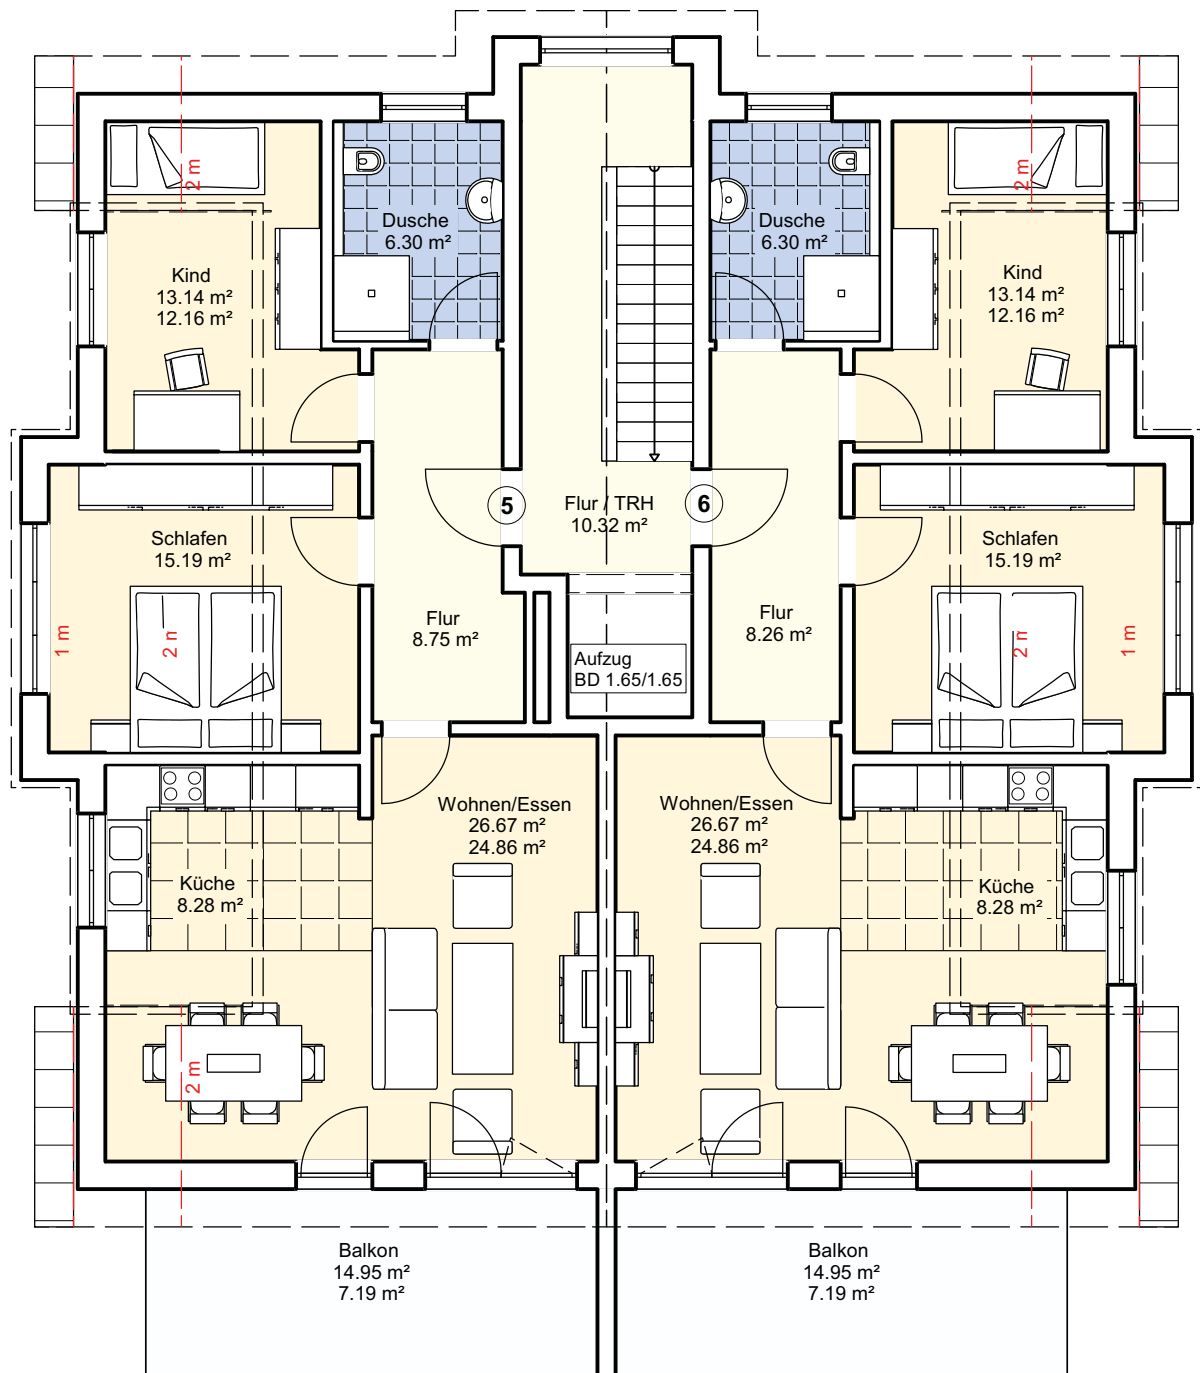 2 m
2 m
Dusche
6.30 m²
Dusche
6.30 m²
Kind
13.14 m²
12.16 m²
Kind
13.14 m²
12.16 m²
5
Flur / TRH
10.32 m²
6
Schlafen
15.19 m²
Schlafen
15.19 m²
1 m
2 n
Flur
8.75 m²
Flur
8.26 m²
2 n
1 m
Aufzug
BD 1.65/1.65
Wohnen/Essen
26.67 m²
24.86 m²
Wohnen/Essen
26.67 m²
24.86 m²
Küche
8.28 m²
Küche
8.28 m²
2 m
Balkon
14.95 m²
7.19 m²
Balkon
14.95 m²
7.19 m²